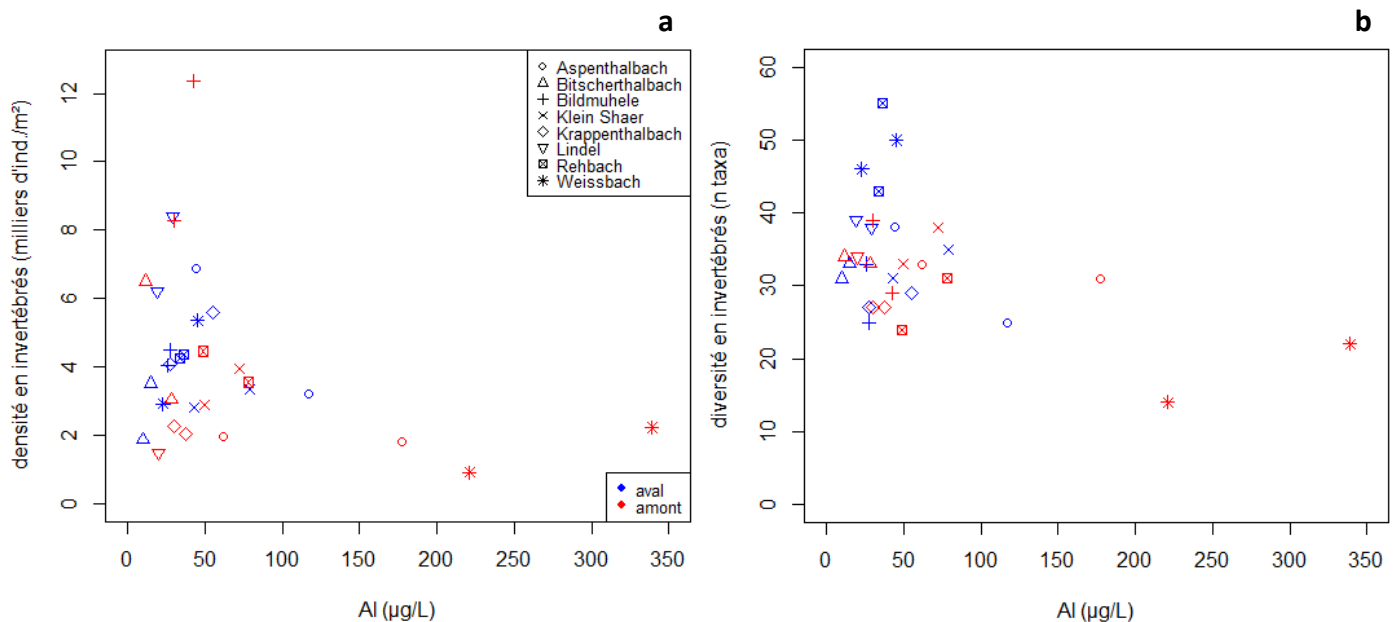 a
densité en invertébrés (milliers d'ind./m²)
0
2
4
6
8
10
12
Aspenthalbach
Bitscherthalbach
Bildmuhele
Klein Shaer
Krappenthalbach
Lindel
Rehbach
Weissbach
aval
amont
0 50 100 150 200 250 300 350
Al (µg/L)
b
diversité en invertébrés (n taxa)
0
10
20
30
40
50
60
0 50 100 150 200 250 300 350
Al (µg/L)